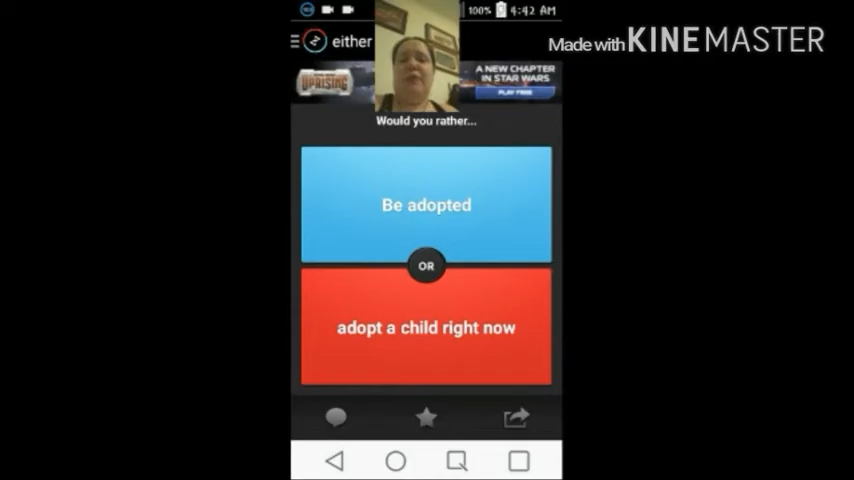 100% 4:42 AM
either
Made with KINEMASTER
UPRISING
A NEW CHAPTER
IN STAR WARS
PLAY FREE
Would you rather...
Be adopted
OR
adopt a child right now